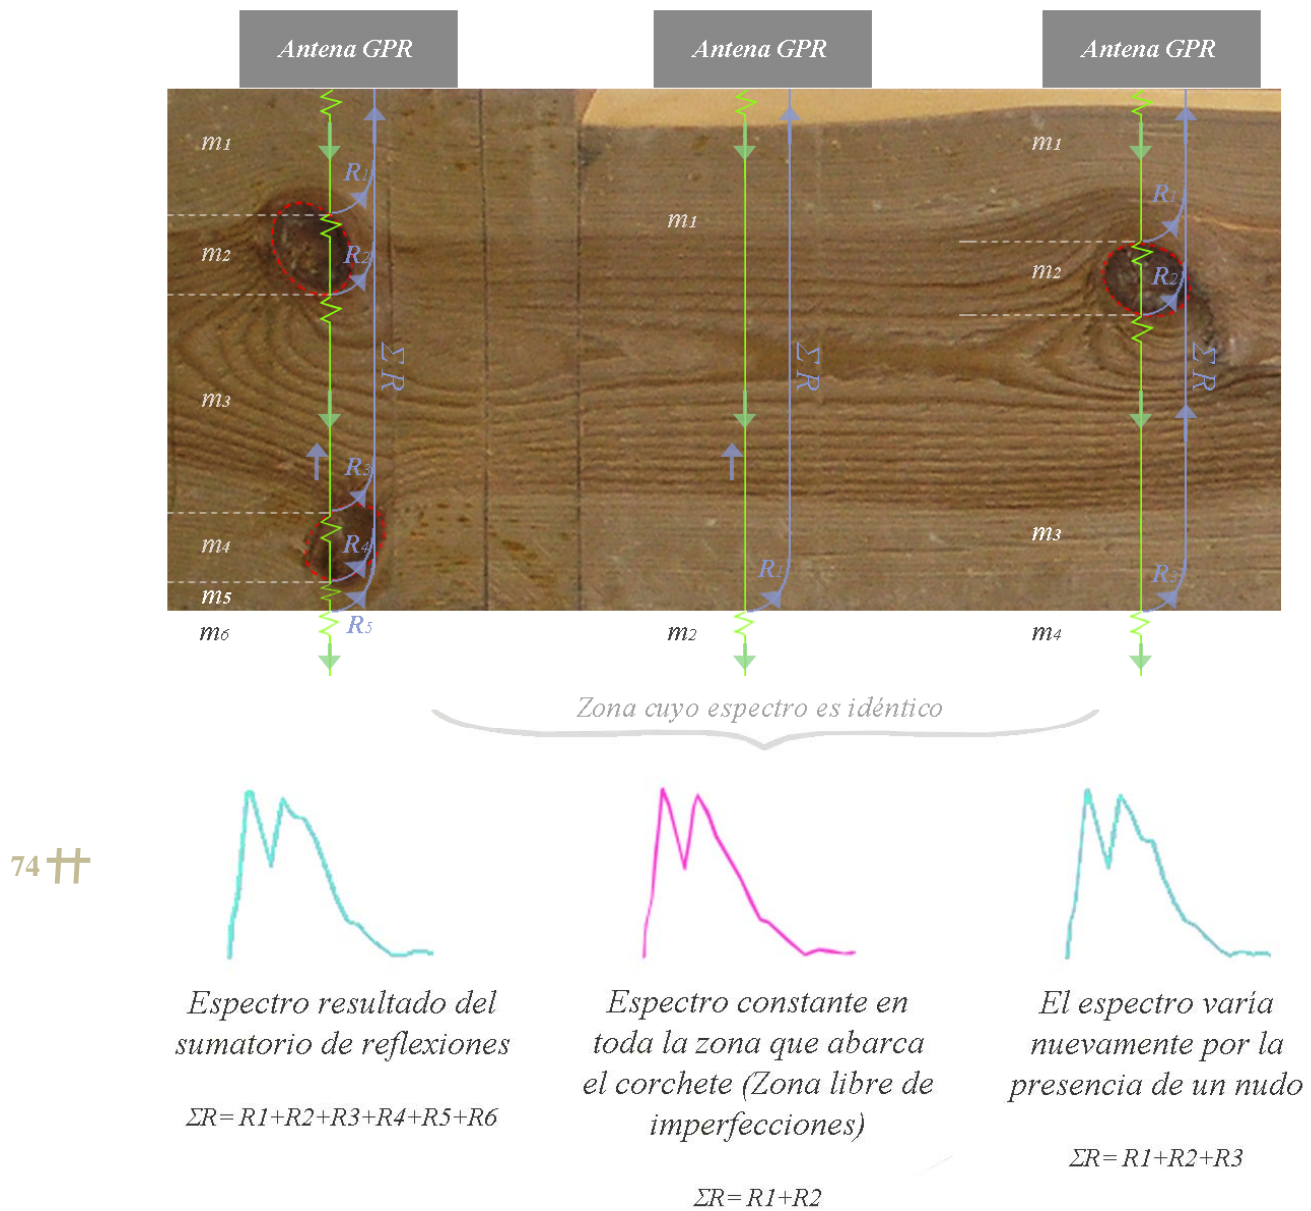 Antena GPR
Antena GPR
Antena GPR
m1
R1
m2
R2
ΣR
m3
R3
m4
R4
m5
m6
R5
m1
ΣR
R1
m2
m1
R1
m2
R2
ΣR
m3
R3
m4
Zona cuyo espectro es idéntico
74
Espectro resultado del
sumatorio de reflexiones
ΣR= R1+R2+R3+R4+R5+R6
Espectro constante en
toda la zona que abarca
el corchete (Zona libre de
imperfecciones)
ΣR= R1+R2
El espectro varía
nuevamente por la
presencia de un nudo
ΣR= R1+R2+R3